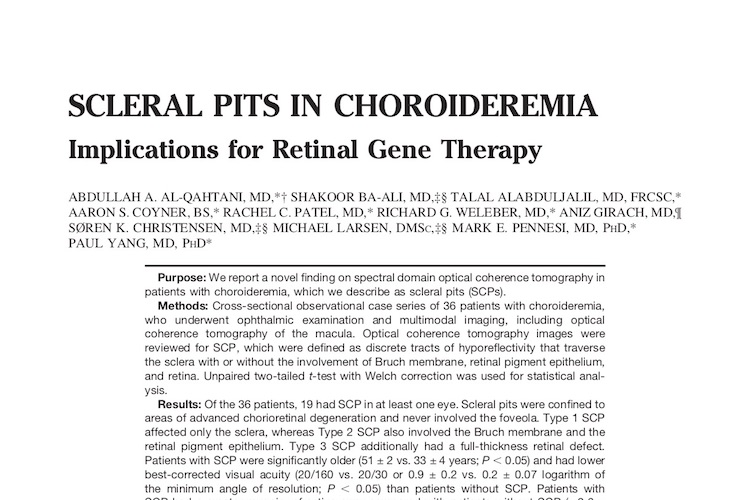 SCLERAL PITS IN CHOROIDEREMIA
Implications for Retinal Gene Therapy
ABDULLAH A. AL-QAHTANI, MD,*† SHAKOOR BA-ALI, MD,‡§ TALAL ALABDULJALIL, MD, FRCSC,*
AARON S. COYNER, BS,* RACHEL C. PATEL, MD,* RICHARD G. WELEBER, MD,* ANIZ GIRACH, MD,¶
SØREN K. CHRISTENSEN, MD,‡§ MICHAEL LARSEN, DMSC,‡§ MARK E. PENNESI, MD, PHD,*
PAUL YANG, MD, PHD*
Purpose: We report a novel finding on spectral domain optical coherence tomography in
patients with choroideremia, which we describe as scleral pits (SCPs).
Methods: Cross-sectional observational case series of 36 patients with choroideremia,
who underwent ophthalmic examination and multimodal imaging, including optical
coherence tomography of the macula. Optical coherence tomography images were
reviewed for SCP, which were defined as discrete tracts of hyporeflectivity that traverse
the sclera with or without the involvement of Bruch membrane, retinal pigment epithelium,
and retina. Unpaired two-tailed t-test with Welch correction was used for statistical anal-
ysis.
Results: Of the 36 patients, 19 had SCP in at least one eye. Scleral pits were confined to
areas of advanced chorioretinal degeneration and never involved the foveola. Type 1 SCP
affected only the sclera, whereas Type 2 SCP also involved the Bruch membrane and the
retinal pigment epithelium. Type 3 SCP additionally had a full-thickness retinal defect.
Patients with SCP were significantly older (51 ± 2 vs. 33 ± 4 years; P < 0.05) and had lower
best-corrected visual acuity (20/160 vs. 20/30 or 0.9 ± 0.2 vs. 0.2 ± 0.07 logarithm of
the minimum angle of resolution; P < 0.05) than patients without SCP. Patients with